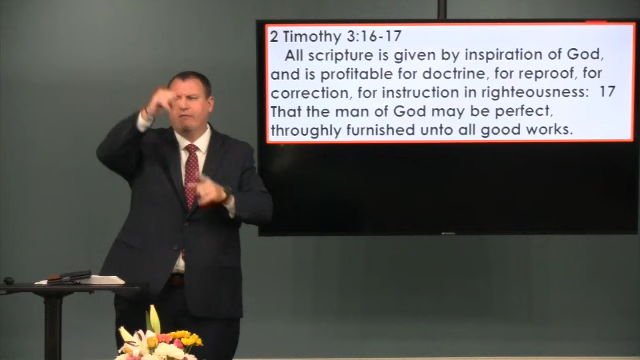 2 Timothy 3:16-17
All scripture is given by inspiration of God,
and is profitable for doctrine, for reproof, for
correction, for instruction in righteousness: 17
That the man of God may be perfect,
throughly furnished unto all good works.